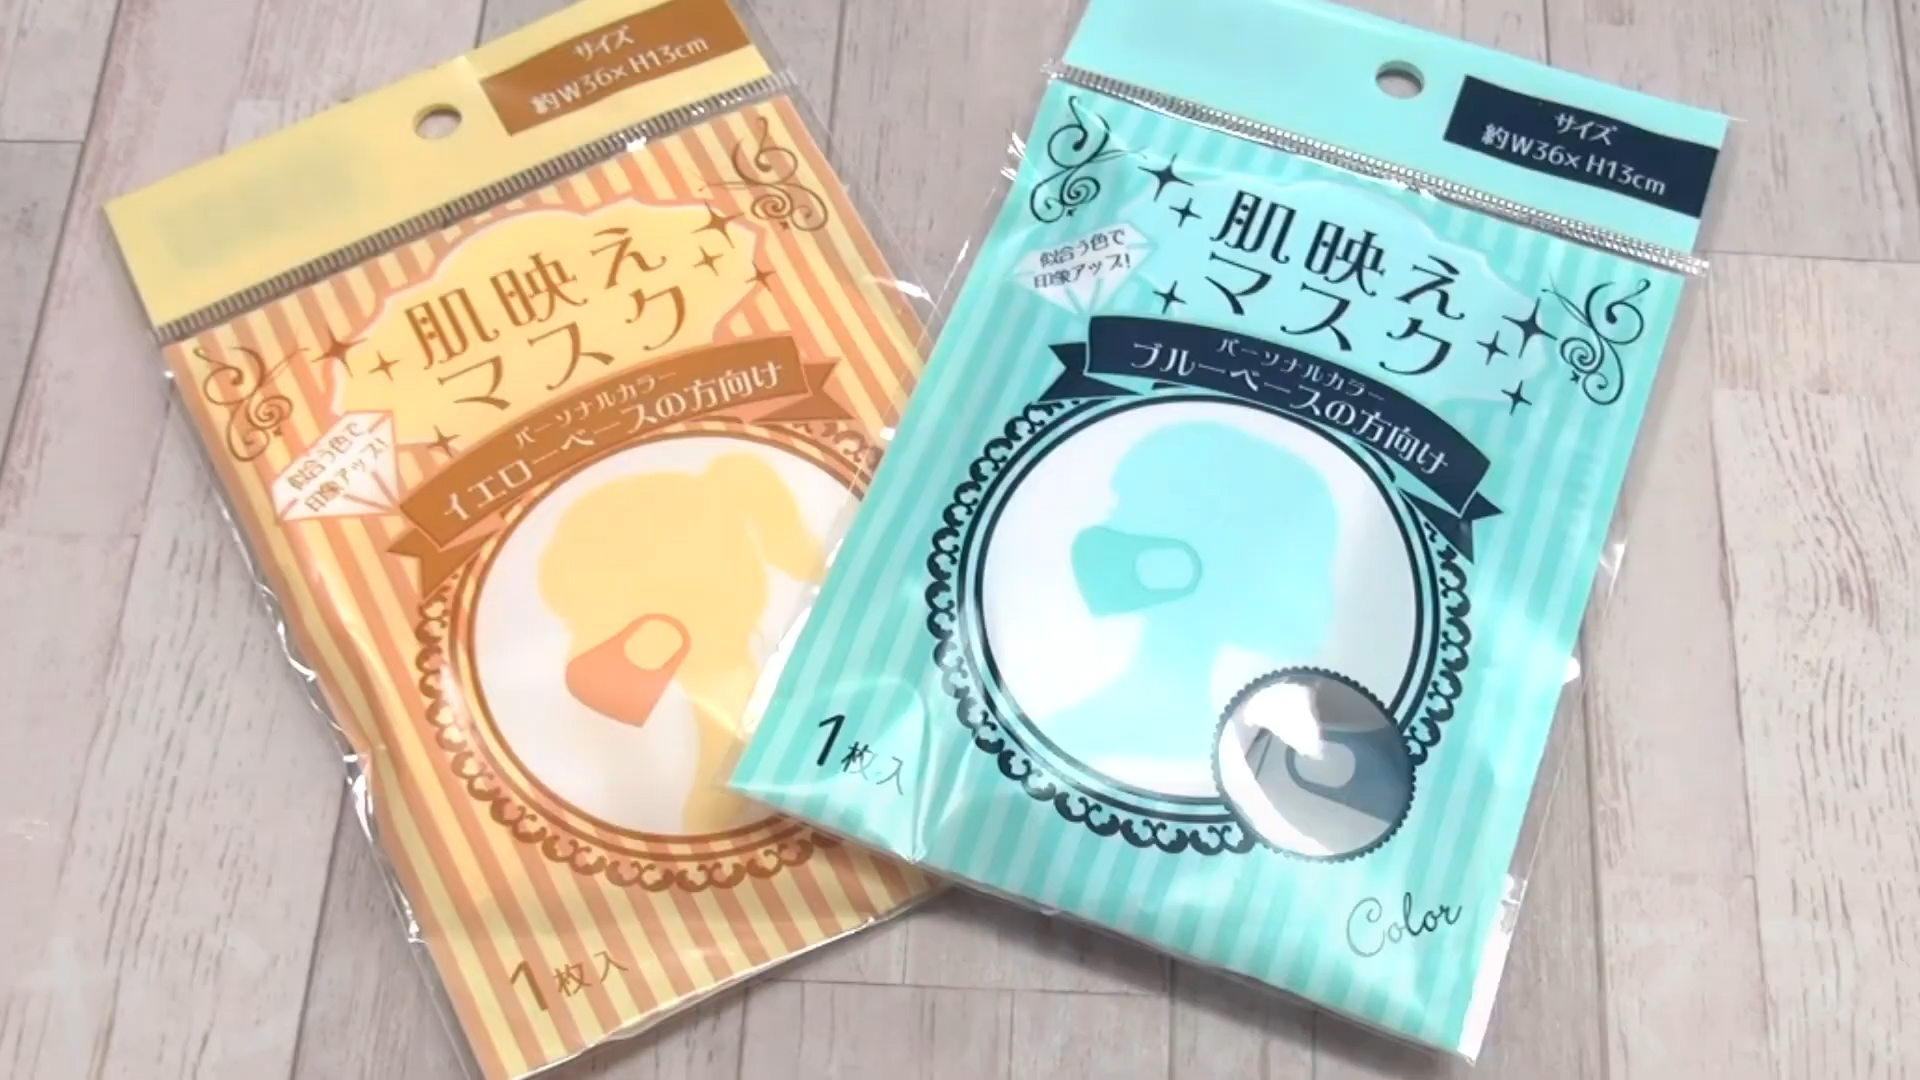 サイズ
約W36×H13cm
肌映え
マスク
似合う色で
印象アップ!
パーソナルカラー
イエローベースの方向け
1枚入
サイズ
約W36×H13cm
肌映え
マスク
似合う色で
印象アップ!
パーソナルカラー
ブルーベースの方向け
1枚入
Color